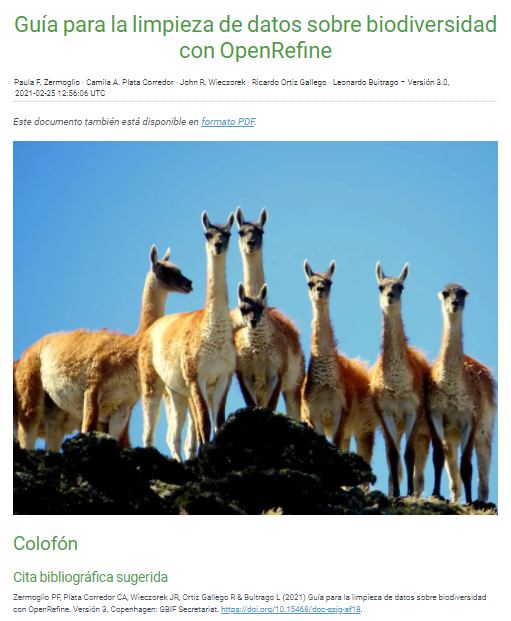 Guía para la limpieza de datos sobre biodiversidad
con OpenRefine
Paula F. Zermoglio · Camila A. Plata Corredor · John R. Wieczorek · Ricardo Ortiz Gallego · Leonardo Buitrago – Versión 3.0,
2021-02-25 12:56:06 UTC
Este documento también está disponible en formato PDF.
Colofón
Cita bibliográfica sugerida
Zermoglio PF, Plata Corredor CA, Wieczorek JR, Ortiz Gallego R & Buitrago L (2021) Guía para la limpieza de datos sobre biodiversidad
con OpenRefine. Versión 3. Copenhagen: GBIF Secretariat. https://doi.org/10.15468/doc-gzjg-af18.